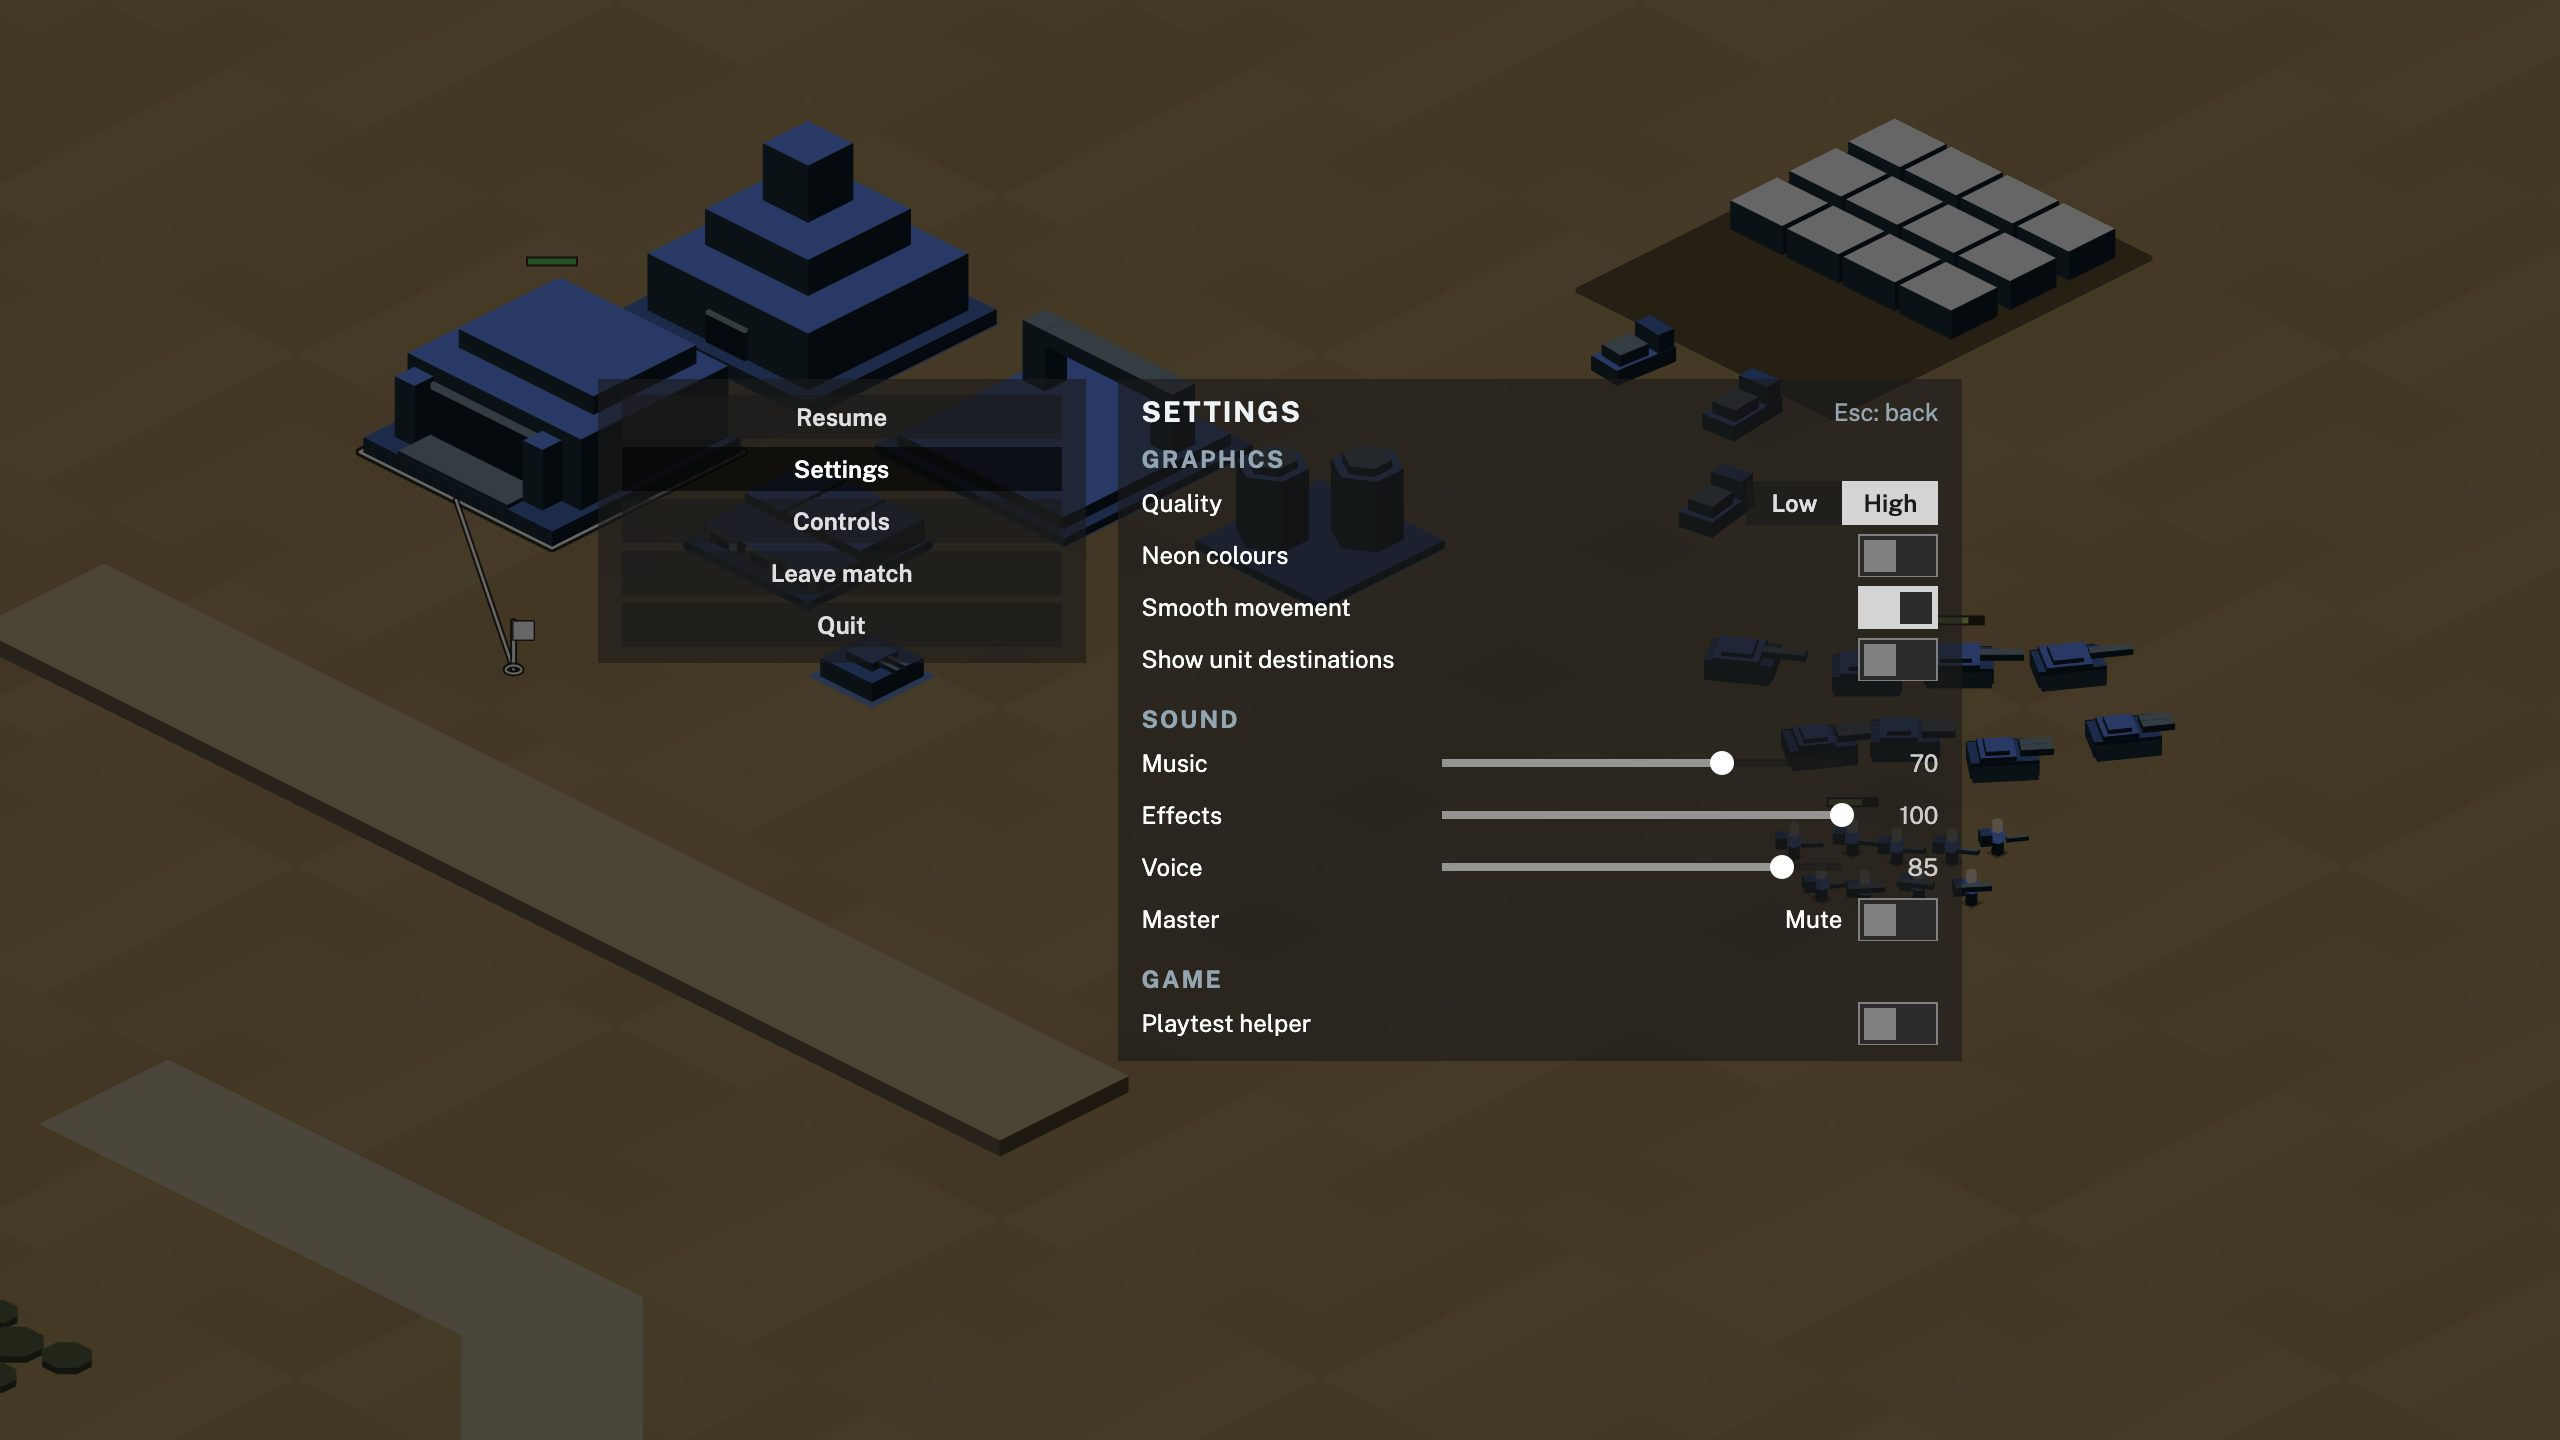 Resume
Settings
Controls
Leave match
Quit
SETTINGS
Esc: back
GRAPHICS
Quality
Low
High
Neon colours
Smooth movement
Show unit destinations
SOUND
Music
70
Effects
100
Voice
85
Master
Mute
GAME
Playtest helper